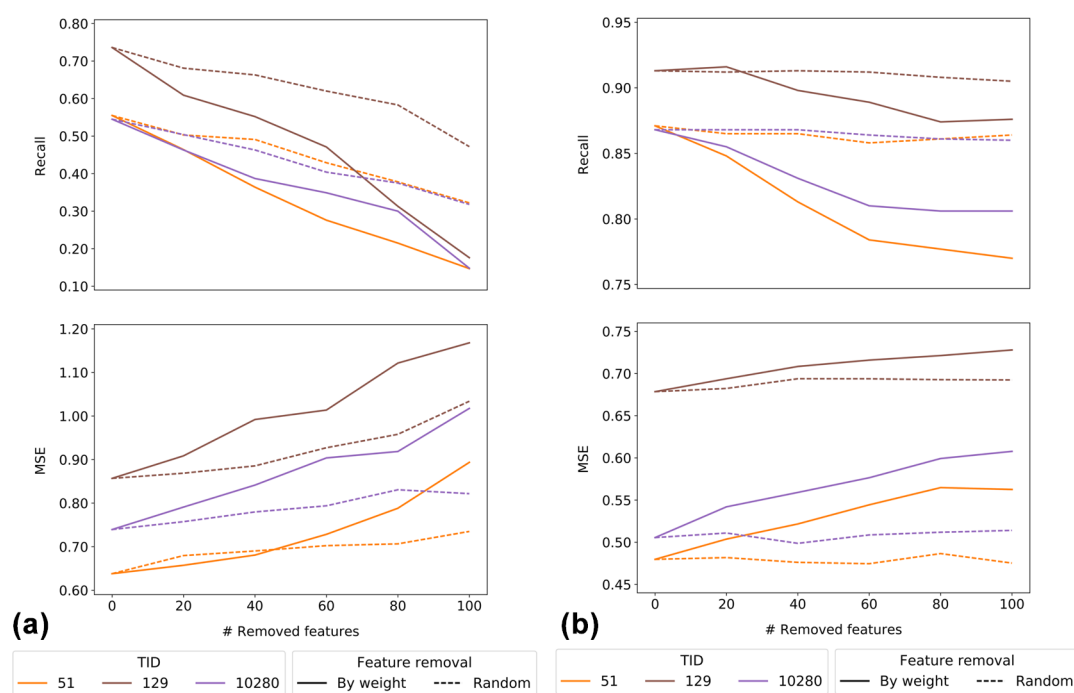 0.80
0.70
0.60
0.50
0.40
0.30
0.20
0.10
Recall
0.95
0.90
0.85
0.80
0.75
Recall
1.20
1.10
1.00
0.90
0.80
0.70
0.60
MSE
0 20 40 60 80 100
# Removed features
(a)
0.75
0.70
0.65
0.60
0.55
0.50
0.45
MSE
0 20 40 60 80 100
# Removed features
(b)
TID
51 129 10280
Feature removal
By weight Random
TID
51 129 10280
Feature removal
By weight Random